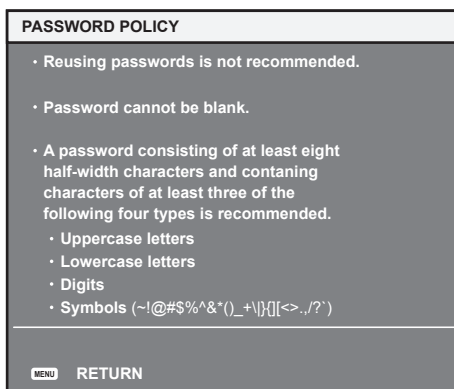 PASSWORD POLICY
・Reusing passwords is not recommended.
・Password cannot be blank.
・A password consisting of at least eight
half-width characters and contaning
characters of at least three of the
following four types is recommended.
・Uppercase letters
・Lowercase letters
・Digits
・Symbols (~!@#$%^&*()_+\|}{][<>.,/?`)
MENU RETURN